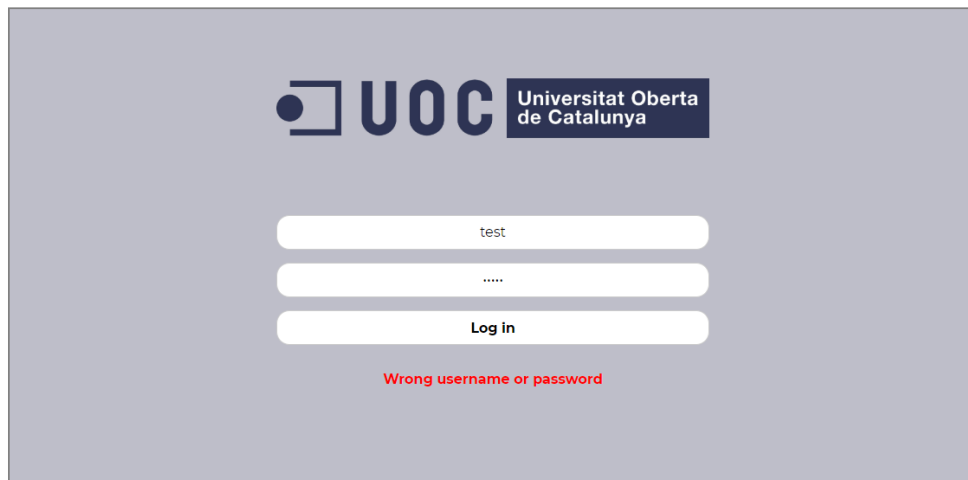 UOC
Universitat Oberta
de Catalunya
test
•••••
Log in
Wrong username or password